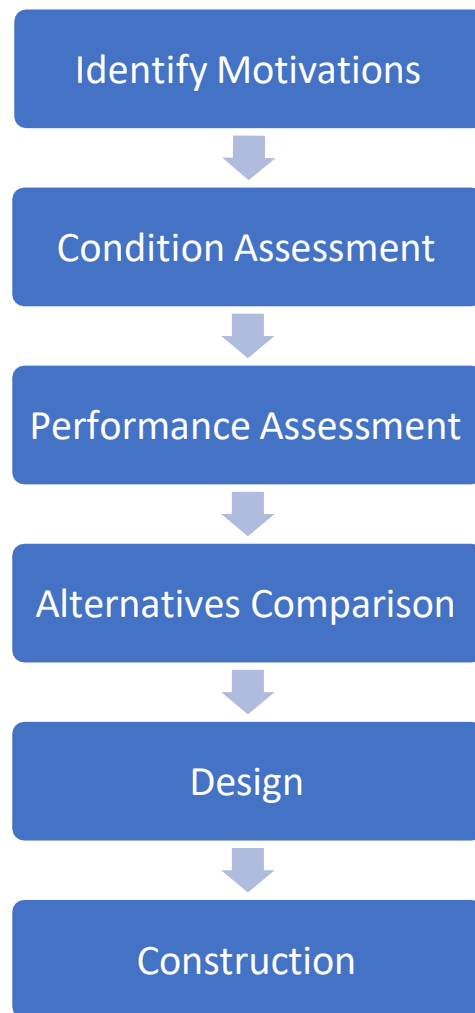 Identify Motivations
Condition Assessment
Performance Assessment
Alternatives Comparison
Design
Construction